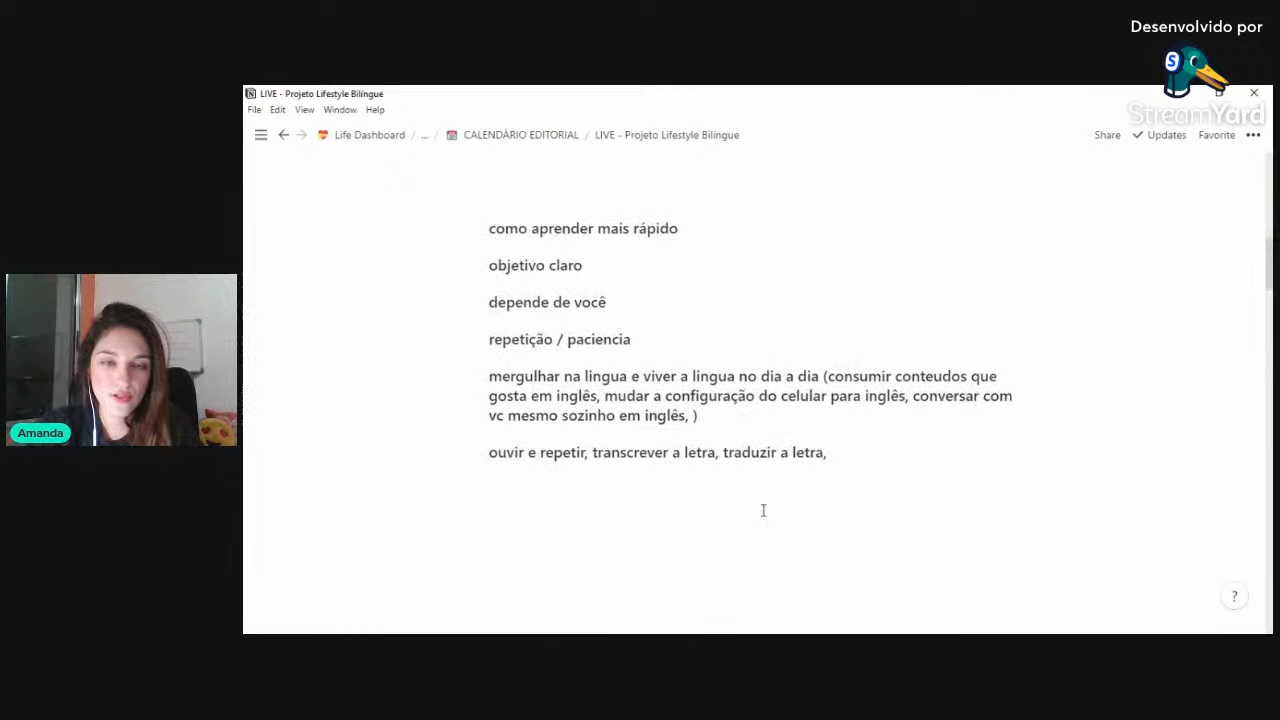 Desenvolvido por
S
StreamYard
LIVE - Projeto Lifestyle Bilíngue
File Edit View Window Help
Life Dashboard / ... / CALENDÁRIO EDITORIAL / LIVE - Projeto Lifestyle Bilíngue
Share Updates Favorite •••
como aprender mais rápido
objetivo claro
depende de você
repetição / paciencia
mergulhar na lingua e viver a lingua no dia a dia (consumir conteudos que
gosta em inglês, mudar a configuração do celular para inglês, conversar com
vc mesmo sozinho em inglês, )
ouvir e repetir, transcrever a letra, traduzir a letra,
Amanda
?